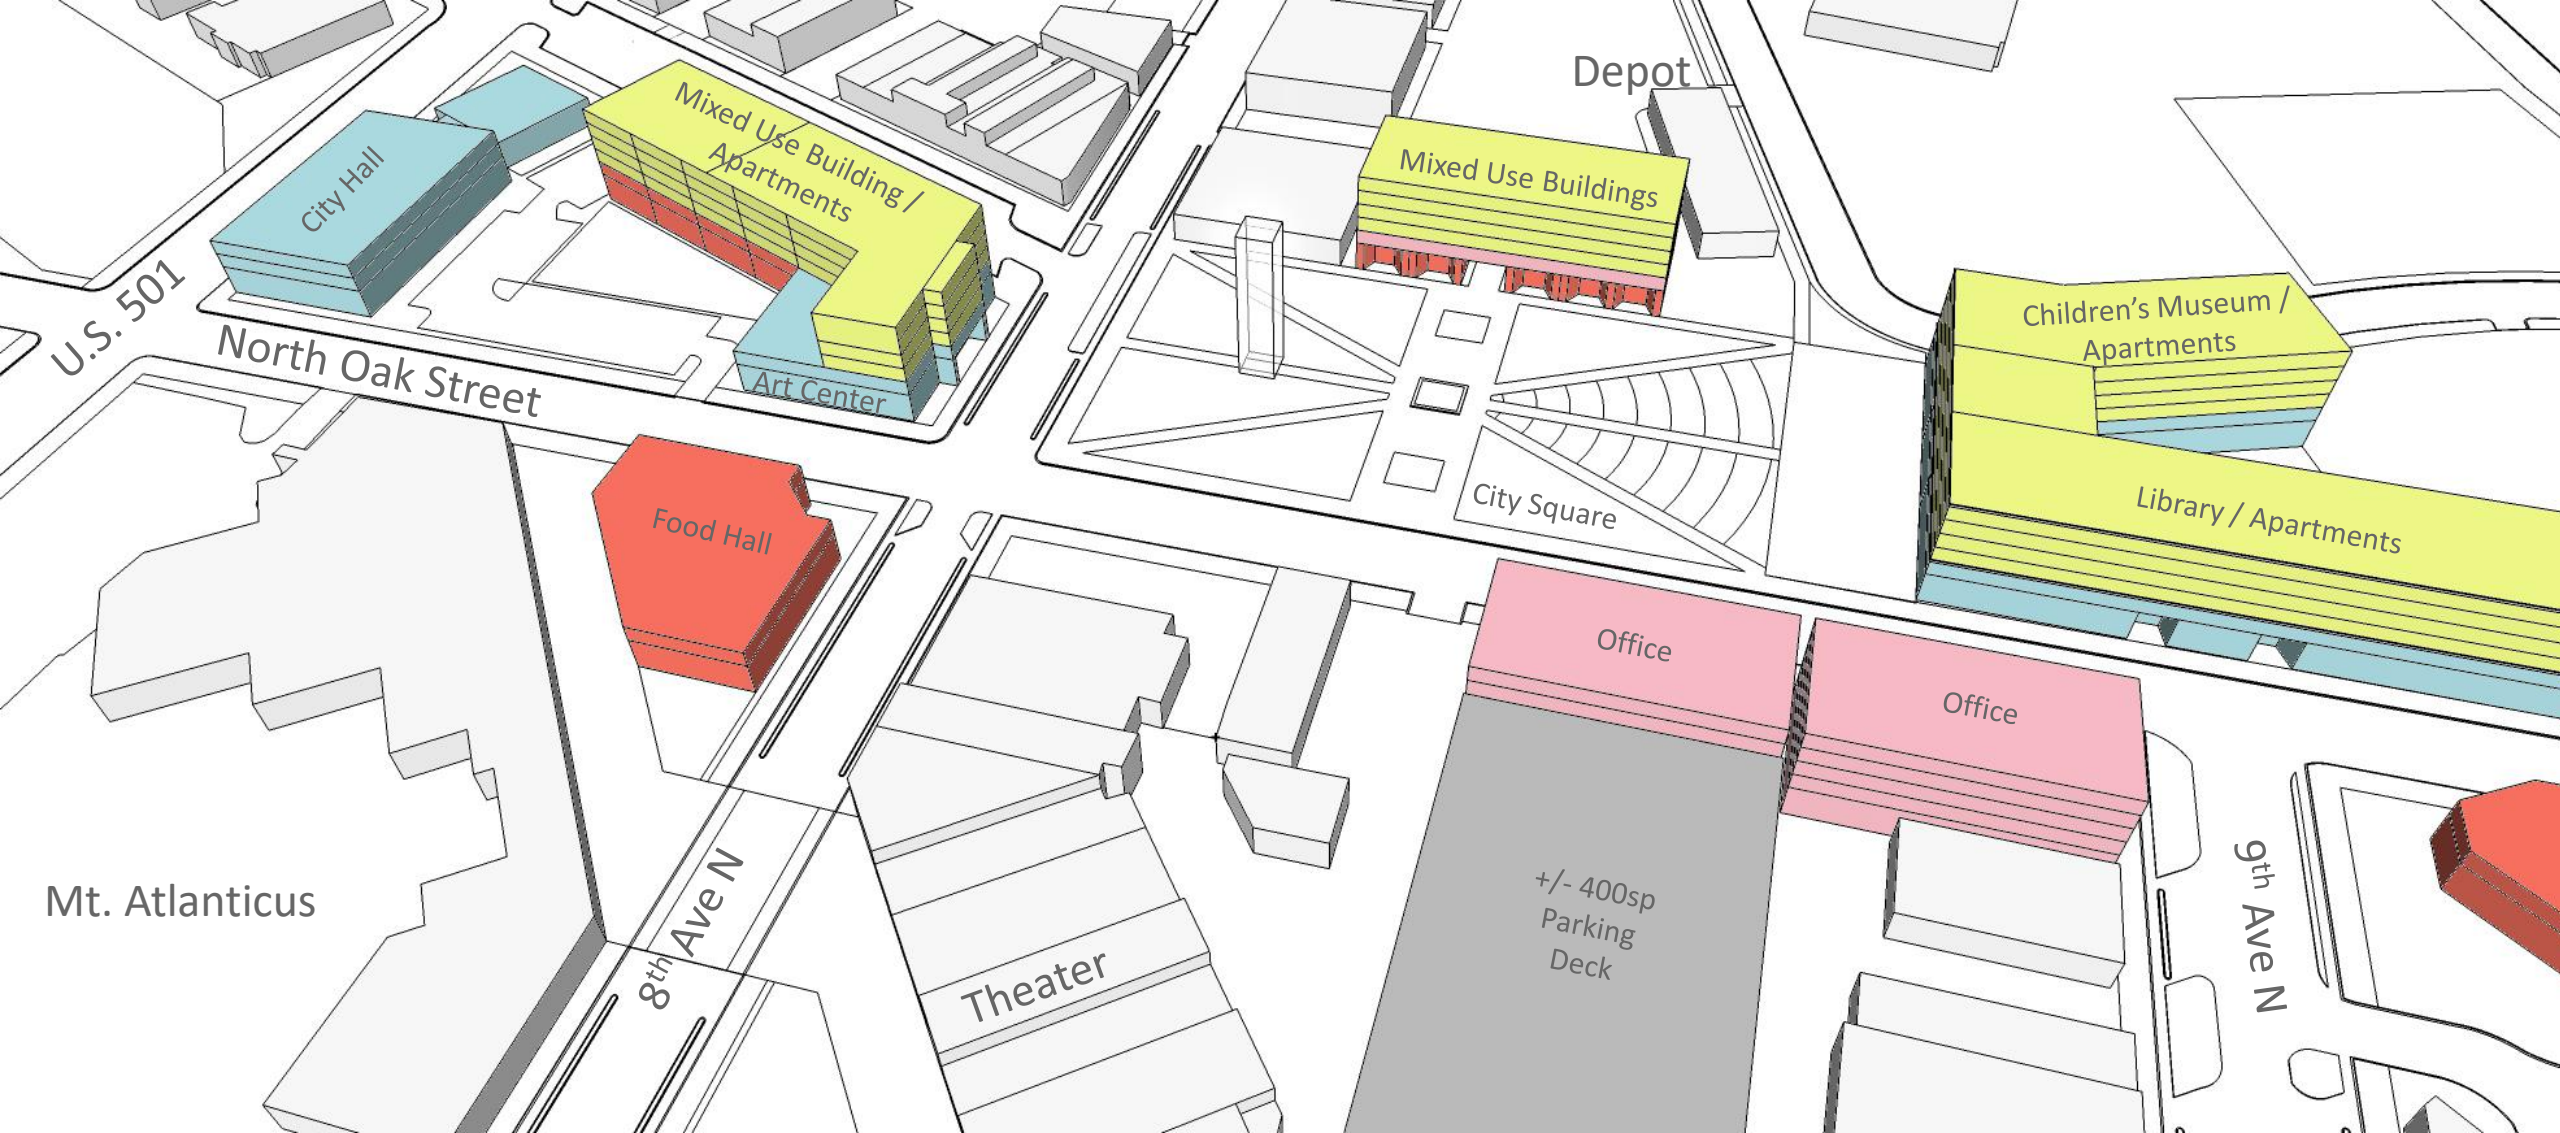 Depot
Mixed Use Building /
Apartments
Mixed Use Buildings
City Hall
U.S. 501
North Oak Street
Art Center
Children’s Museum /
Apartments
Library / Apartments
City Square
Food Hall
Office
Office
Mt. Atlanticus
8th Ave N
Theater
+/- 400sp
Parking
Deck
9th Ave N